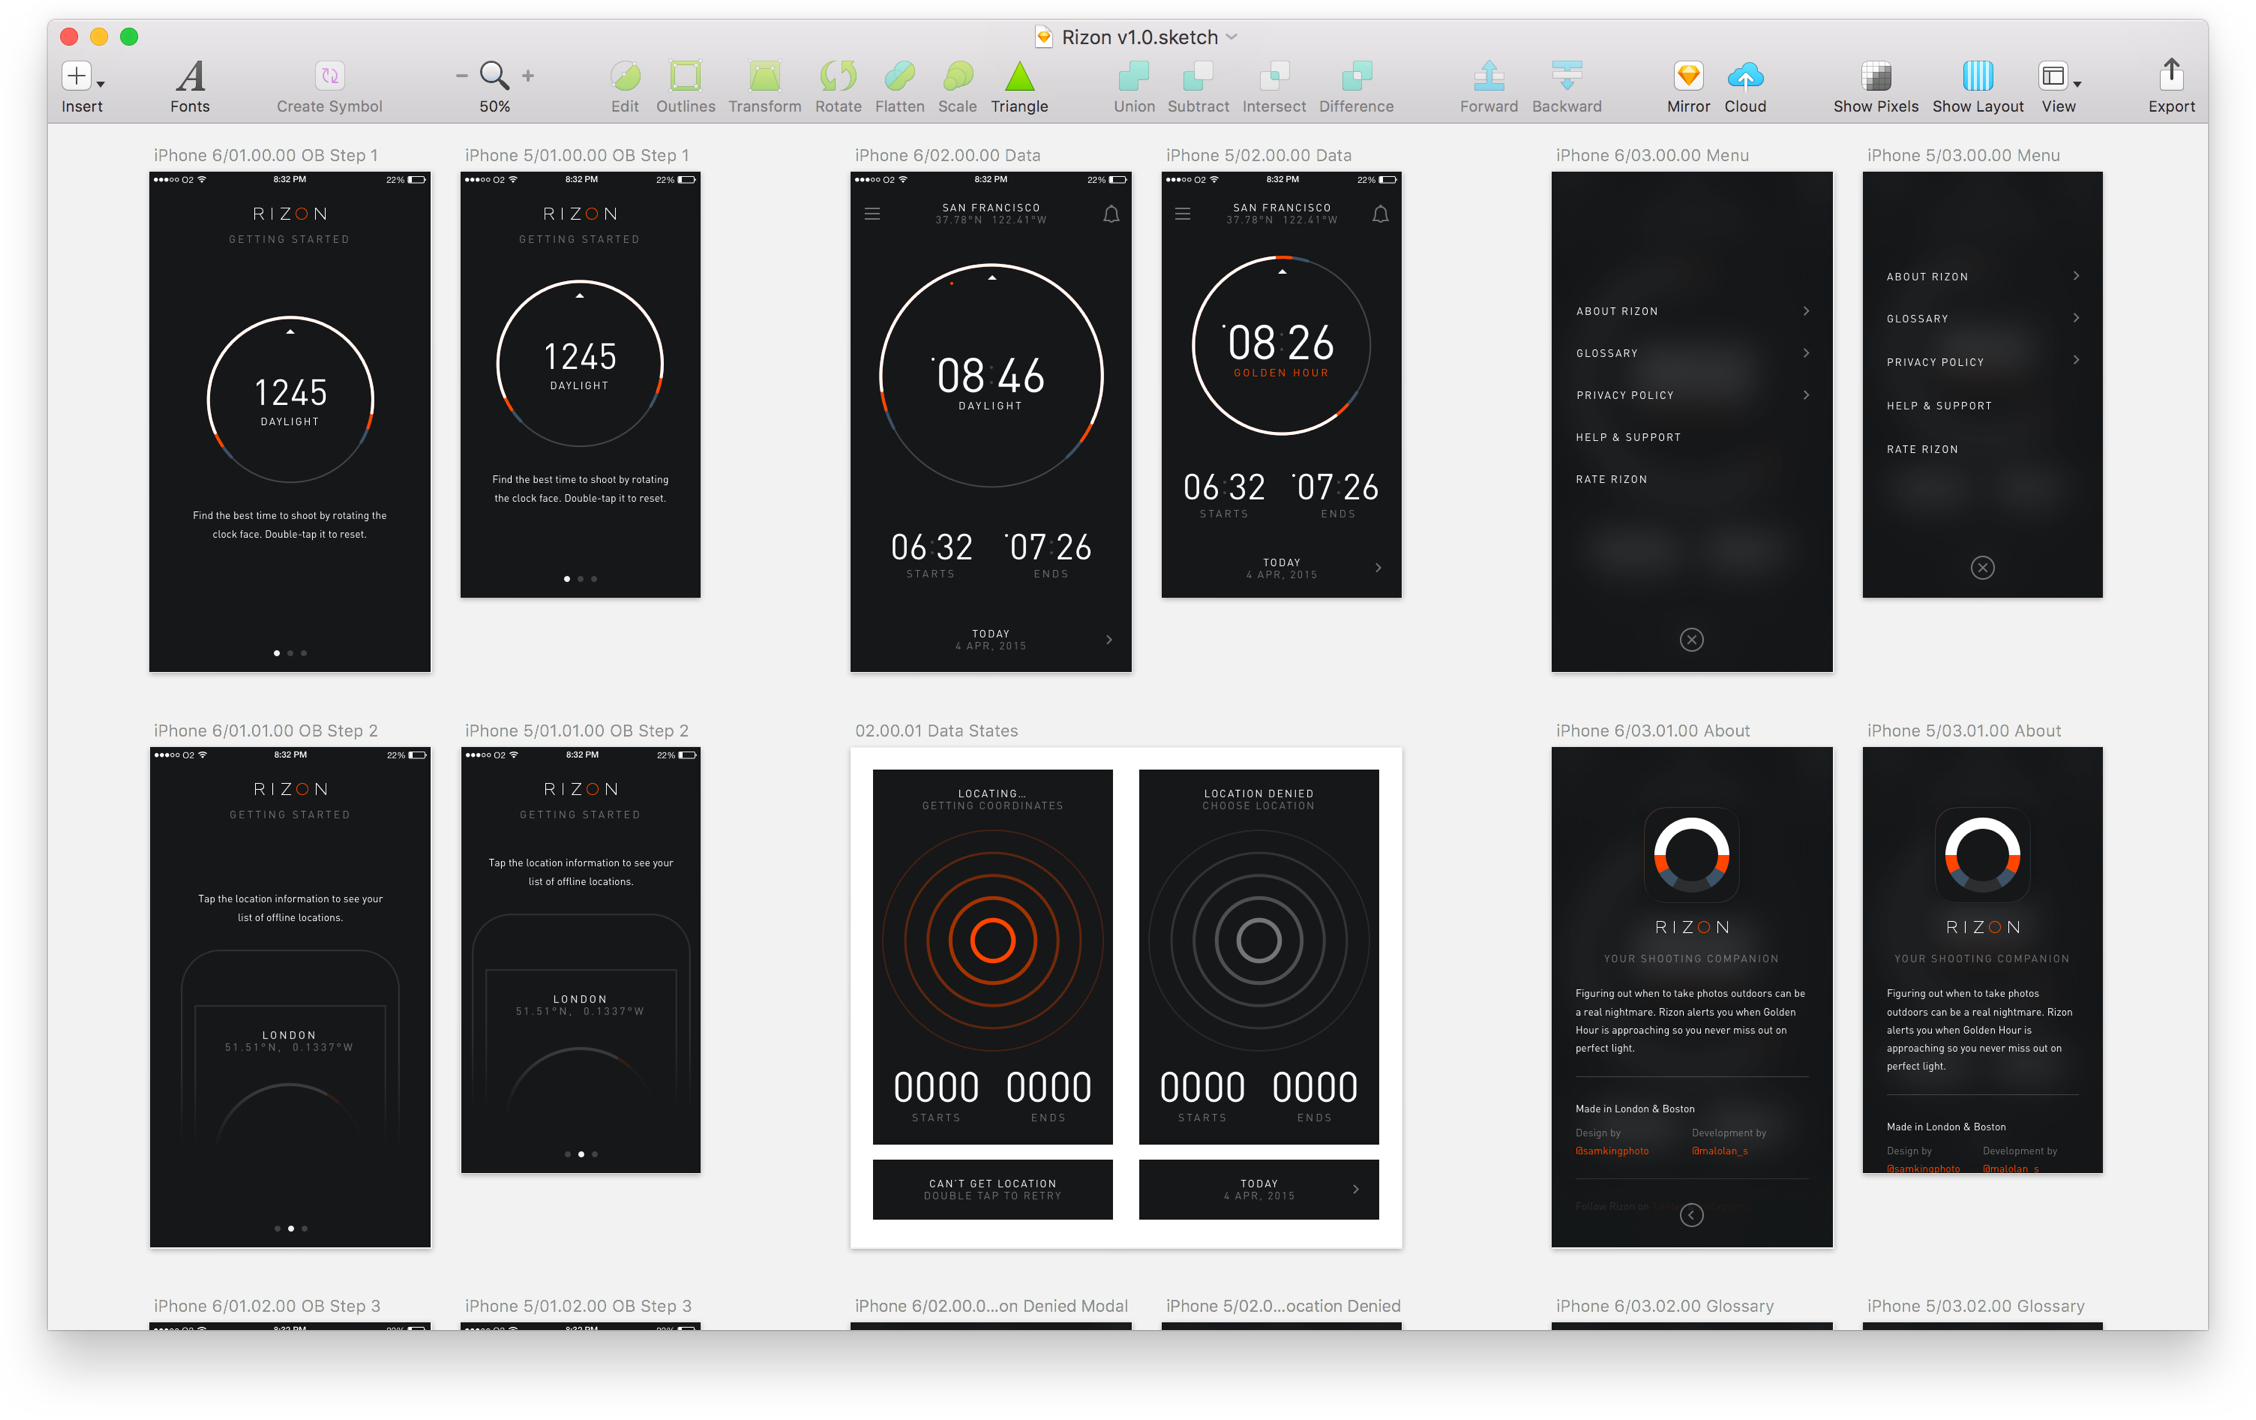 Rizon v1.0.sketch
Insert
Fonts
Create Symbol
50%
Edit
Outlines
Transform
Rotate
Flatten
Scale
Triangle
Union
Subtract
Intersect
Difference
Forward
Backward
Mirror
Cloud
Show Pixels
Show Layout
View
Export
iPhone 6/01.00.00 OB Step 1
O2 8:32 PM 22%
RIZON
GETTING STARTED
1245
DAYLIGHT
Find the best time to shoot by rotating the
clock face. Double-tap it to reset.
iPhone 5/01.00.00 OB Step 1
O2 8:32 PM 22%
RIZON
GETTING STARTED
1245
DAYLIGHT
Find the best time to shoot by rotating
the clock face. Double-tap it to reset.
iPhone 6/02.00.00 Data
O2 8:32 PM 22%
SAN FRANCISCO
37.78°N 122.41°W
08:46
DAYLIGHT
06:32 07:26
STARTS ENDS
TODAY
4 APR, 2015
iPhone 5/02.00.00 Data
O2 8:32 PM 22%
SAN FRANCISCO
37.78°N 122.41°W
08:26
GOLDEN HOUR
06:32 07:26
STARTS ENDS
TODAY
4 APR, 2015
iPhone 6/03.00.00 Menu
ABOUT RIZON
GLOSSARY
PRIVACY POLICY
HELP & SUPPORT
RATE RIZON
iPhone 5/03.00.00 Menu
ABOUT RIZON
GLOSSARY
PRIVACY POLICY
HELP & SUPPORT
RATE RIZON
iPhone 6/01.01.00 OB Step 2
O2 8:32 PM 22%
RIZON
GETTING STARTED
Tap the location information to see your
list of offline locations.
LONDON
51.51°N, 0.1337°W
iPhone 5/01.01.00 OB Step 2
O2 8:32 PM 22%
RIZON
GETTING STARTED
Tap the location information to see your
list of offline locations.
LONDON
51.51°N, 0.1337°W
02.00.01 Data States
LOCATING…
GETTING COORDINATES
0000 0000
STARTS ENDS
CAN'T GET LOCATION
DOUBLE TAP TO RETRY
LOCATION DENIED
CHOOSE LOCATION
0000 0000
STARTS ENDS
TODAY
4 APR, 2015
iPhone 6/03.01.00 About
RIZON
YOUR SHOOTING COMPANION
Figuring out when to take photos outdoors can be
a real nightmare. Rizon alerts you when Golden
Hour is approaching so you never miss out on
perfect light.
Made in London & Boston
Design by Development by
@samkingphoto @malolan_s
Follow Rizon on
iPhone 5/03.01.00 About
RIZON
YOUR SHOOTING COMPANION
Figuring out when to take photos
outdoors can be a real nightmare. Rizon
alerts you when Golden Hour is
approaching so you never miss out on
perfect light.
Made in London & Boston
Design by Development by
@samkingphoto @malolan_s
iPhone 6/01.02.00 OB Step 3
O2 8:32 PM 22%
iPhone 5/01.02.00 OB Step 3
O2 8:32 PM 22%
iPhone 6/02.00.0...on Denied Modal
iPhone 5/02.0...ocation Denied
iPhone 6/03.02.00 Glossary
iPhone 5/03.02.00 Glossary